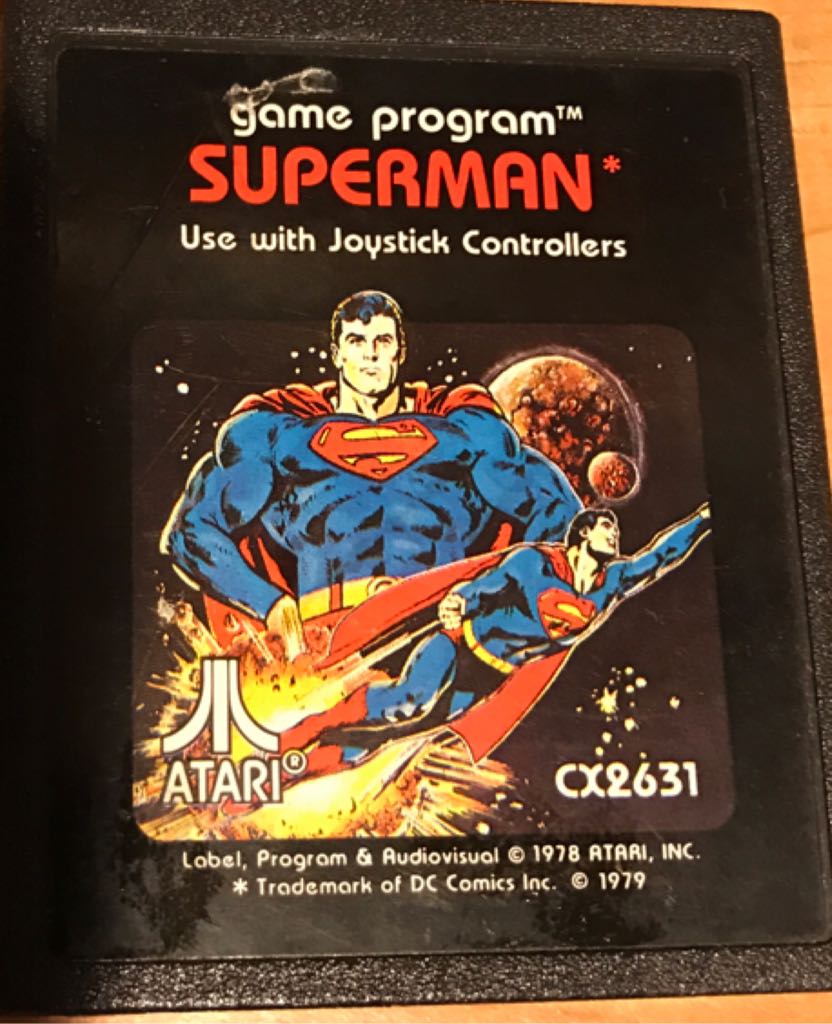 game program™
SUPERMAN*
Use with Joystick Controllers
S
S
ATARI®
CX2631
Label, Program & Audiovisual © 1978 ATARI, INC.
* Trademark of DC Comics Inc. © 1979